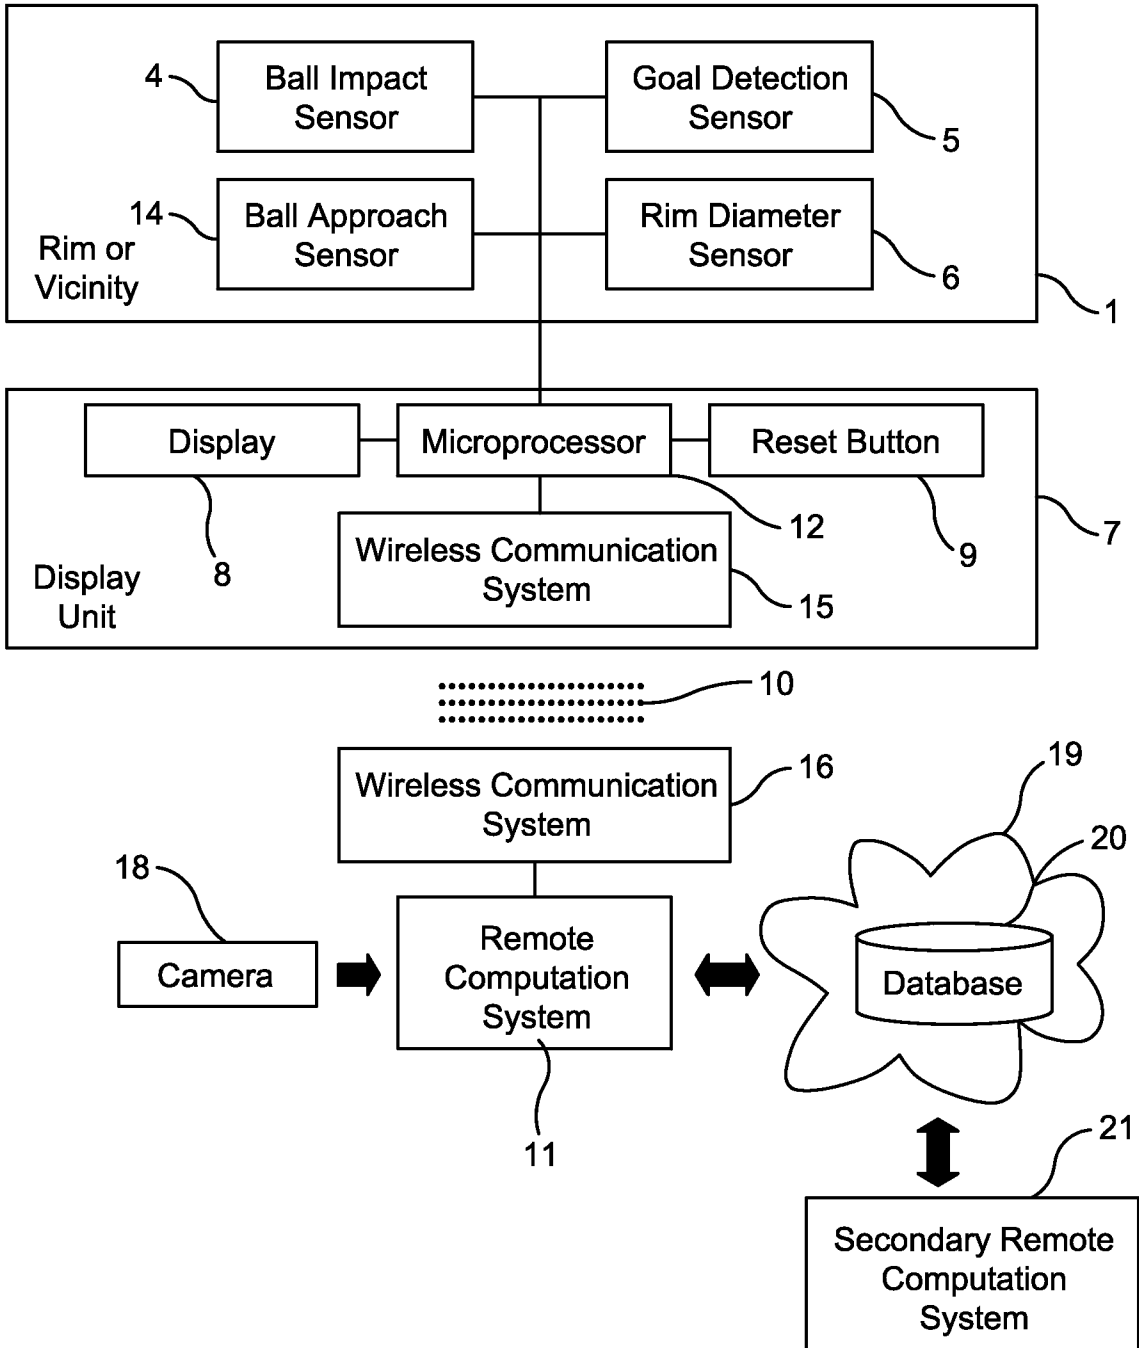 4
Ball Impact
Sensor
Goal Detection
Sensor
5
14
Ball Approach
Sensor
Rim Diameter
Sensor
6
Rim or
Vicinity
1
Display
Microprocessor
Reset Button
8
12
9
7
Wireless Communication
System
15
Display
Unit
10
Wireless Communication
System
16
19
20
18
Camera
Remote
Computation
System
Database
11
21
Secondary Remote
Computation
System